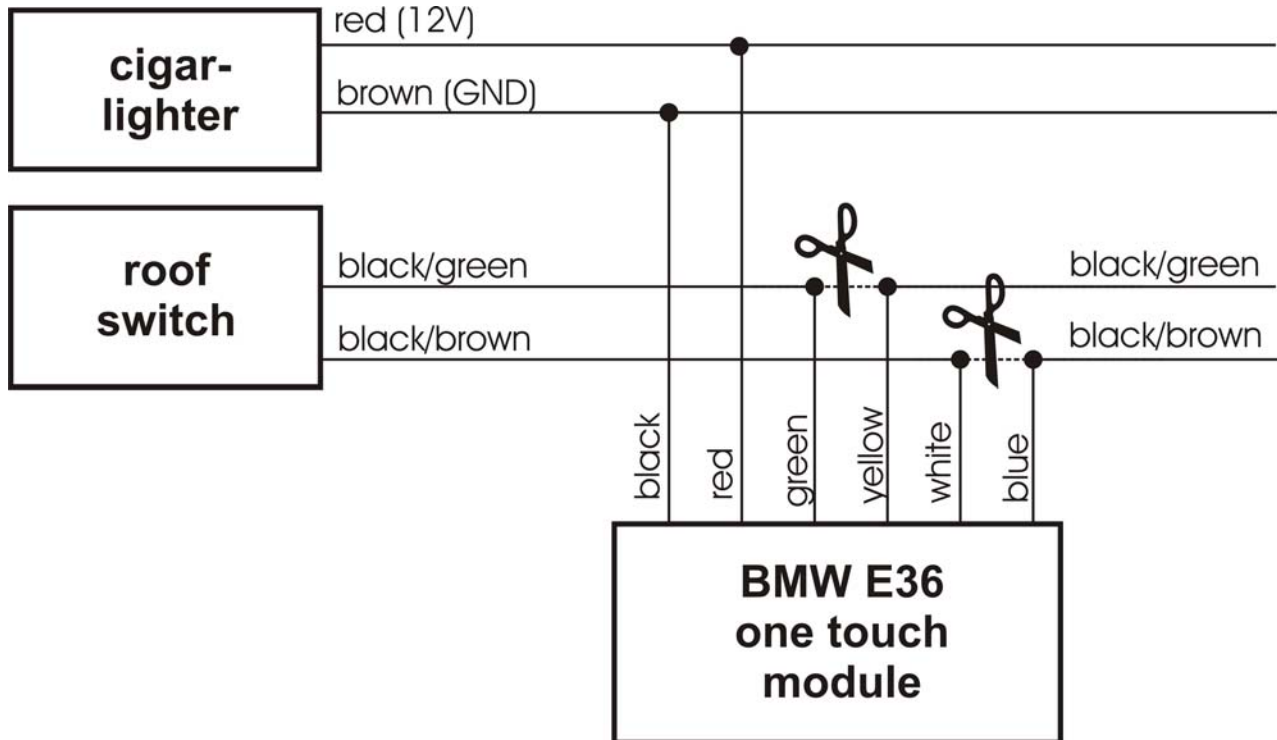 red (12V)
cigar-
lighter
brown (GND)
roof
switch
black/green
black/green
black/brown
black/brown
black
red
green
yellow
white
blue
BMW E36
one touch
module